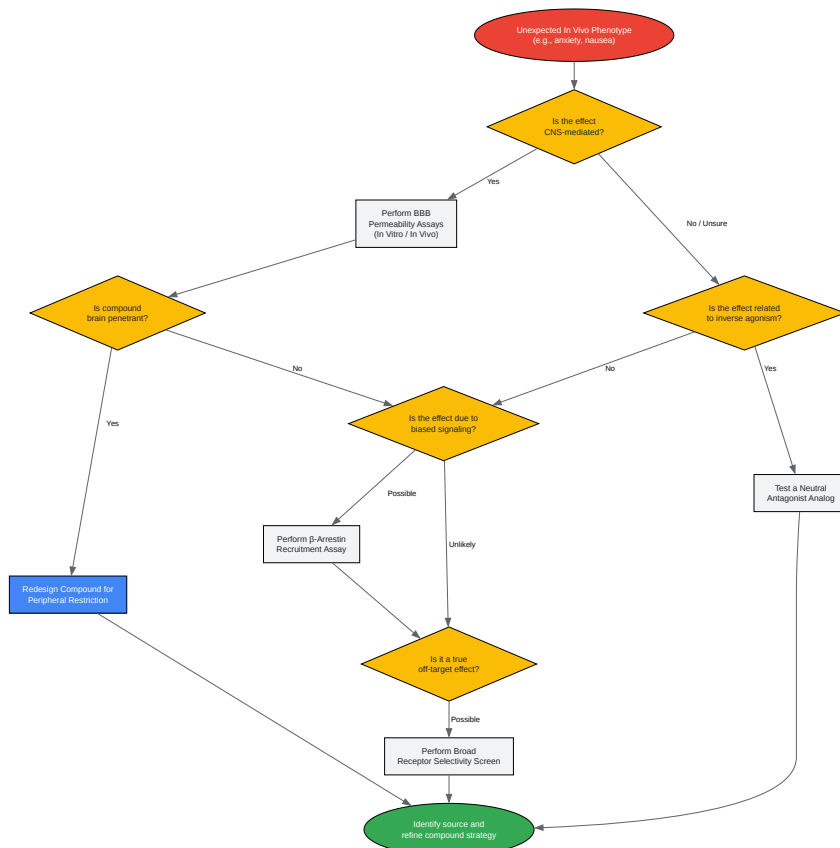 Unexpected In Vivo Phenotype
(e.g., anxiety, nausea)
Is the effect
CNS-mediated?
Yes
Perform BBB
Permeability Assays
(In Vitro / In Vivo)
No / Unsure
Is compound
brain penetrant?
Is the effect related
to inverse agonism?
No
No
Yes
Is the effect due to
biased signaling?
Yes
Possible
Test a Neutral
Antagonist Analog
Perform β-Arrestin
Recruitment Assay
Unlikely
Redesign Compound for
Peripheral Restriction
Is it a true
off-target effect?
Possible
Perform Broad
Receptor Selectivity Screen
Identify source and
refine compound strategy